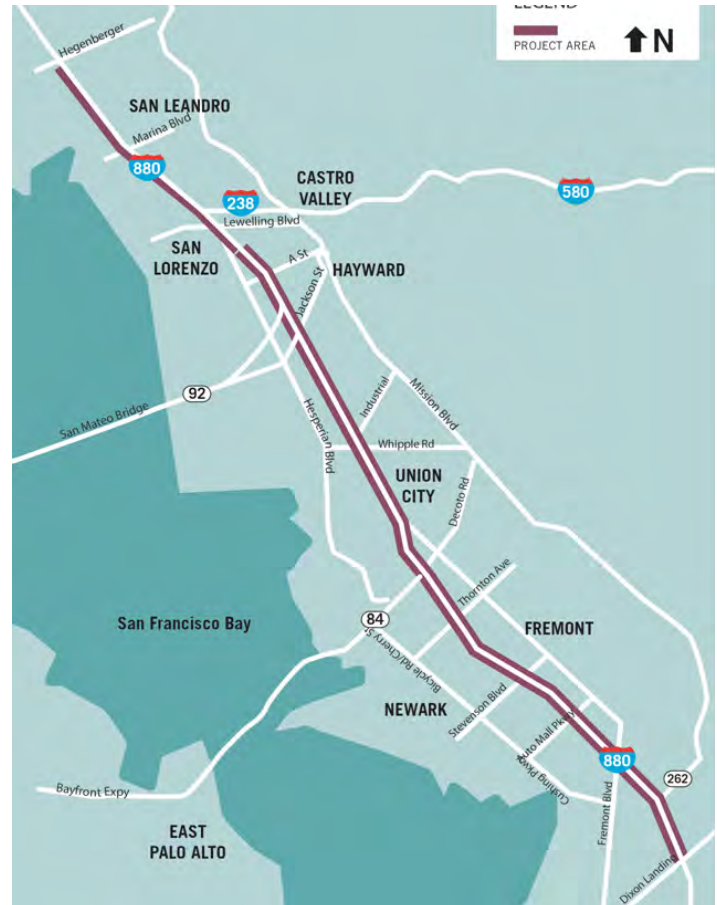 LEGEND
PROJECT AREA
N
Hegenberger
SAN LEANDRO
Marina Blvd
880
CASTRO
VALLEY
580
238
Lewelling Blvd
SAN
LORENZO
A St
HAYWARD
Jackson St
92
San Mateo Bridge
Industrial
Mission Blvd
Hesperian Blvd
Whipple Rd
UNION
CITY
Decoto Rd
Thornton Ave
84
San Francisco Bay
FREMONT
Bicycle Rd/Cherry St
NEWARK
Stevenson Blvd
Auto Mall Pkwy
880
262
Cushing Pkwy
Bayfront Expy
Fremont Blvd
EAST
PALO ALTO
Dixon Landing